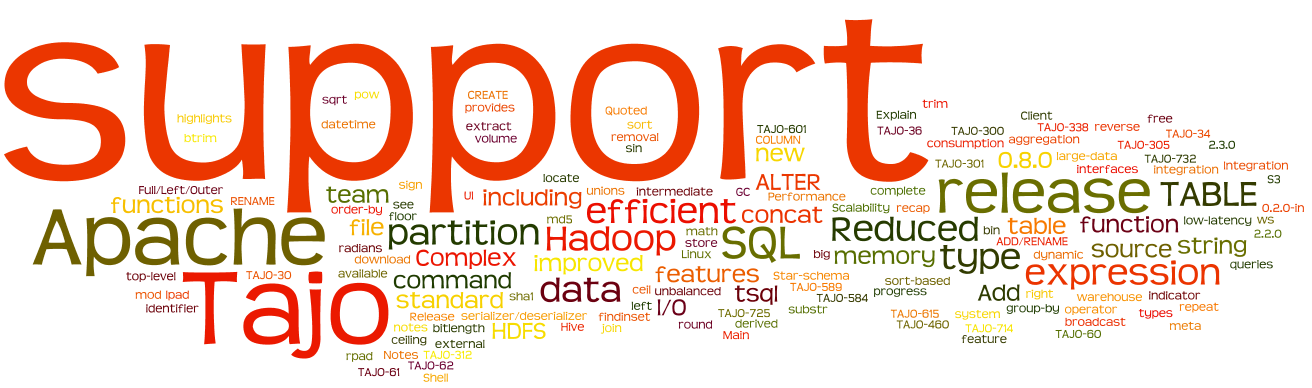 support
highlights
btrim
sqrt
pow
datetime
CREATE
provides
extract
volume
Quoted
sort
removal
sin
TAJO-601
COLUMN
new
Explain
trim
TAJO-36
TAJO-300
consumption
Client
TAJO-338
reverse
free
aggregation
TAJO-34
TAJO-305
2.3.0
TAJO-301
0.8.0
large-data
TAJO-732
interfaces
Integration
Integration
S3
Full/Left/Outer
functions
RENAME
team
sign
order-by
see
floor
UI
including
locate
unions
Intermediate
GC
ALTER
Performance
complete
release
TABLE
0.2.0-in
Apache
file
partition
md5
efficient
concat
Scalability
recap
Hadoop
math
store
Linux
SQL
Reduced
bin
table
function
low-latency
ws
2.2.0
radians
download
Complex
improved
big
memory
type
ADD/RENAME
dynamic
source
string
queries
top-level
TAJO-30
available
command
features
Star-schema
sort-based
expression
mod
ipad
Identifier
Tajo
standard
sha1
data
ceil
unbalanced
tsql
TAJO-589
progress
TAJO-584
Add
right
warehouse
Indicator
left
I/O
substr
group-by
operator
types
repeat
Release
serializer/deserializer
findinset
TAJO-725
TAJO-615
system
broadcast
meta
notes
bitlength
HDFS
Hive
join
round
derived
TAJO-460
TAJO-714
TAJO-60
ceiling
external
Main
feature
rpad
Notes
TAJO-312
TAJO-61
TAJO-62
Shell